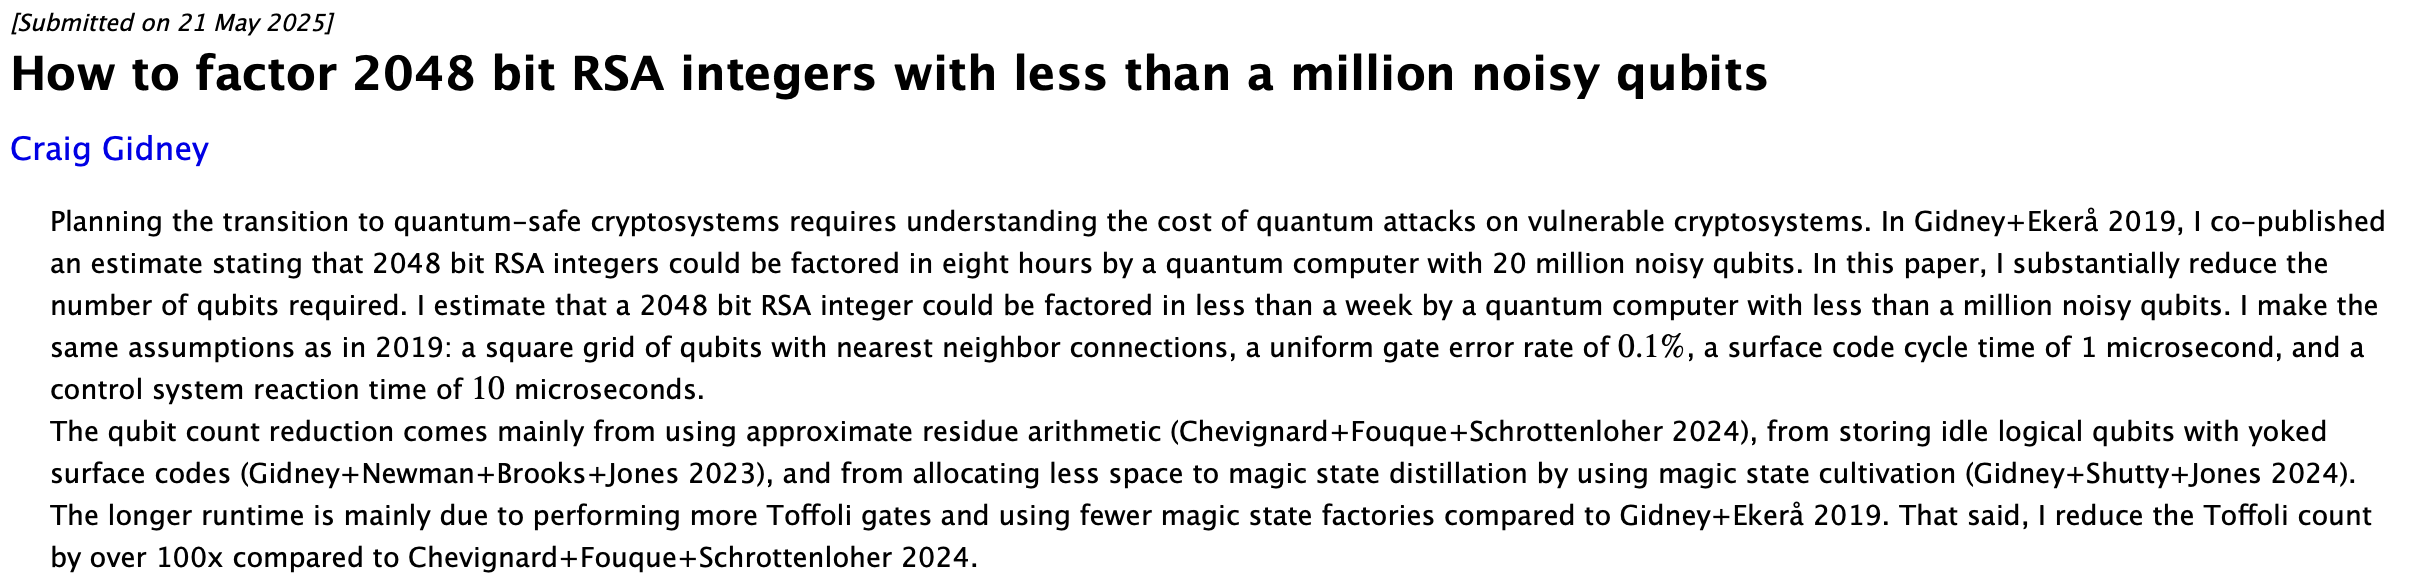 [Submitted on 21 May 2025]
How to factor 2048 bit RSA integers with less than a million noisy qubits
Craig Gidney
Planning the transition to quantum-safe cryptosystems requires understanding the cost of quantum attacks on vulnerable cryptosystems. In Gidney+Ekerå 2019, I co-published
an estimate stating that 2048 bit RSA integers could be factored in eight hours by a quantum computer with 20 million noisy qubits. In this paper, I substantially reduce the
number of qubits required. I estimate that a 2048 bit RSA integer could be factored in less than a week by a quantum computer with less than a million noisy qubits. I make the
same assumptions as in 2019: a square grid of qubits with nearest neighbor connections, a uniform gate error rate of 0.1%, a surface code cycle time of 1 microsecond, and a
control system reaction time of 10 microseconds.
The qubit count reduction comes mainly from using approximate residue arithmetic (Chevignard+Fouque+Schrottenloher 2024), from storing idle logical qubits with yoked
surface codes (Gidney+Newman+Brooks+Jones 2023), and from allocating less space to magic state distillation by using magic state cultivation (Gidney+Shutty+Jones 2024).
The longer runtime is mainly due to performing more Toffoli gates and using fewer magic state factories compared to Gidney+Ekerå 2019. That said, I reduce the Toffoli count
by over 100x compared to Chevignard+Fouque+Schrottenloher 2024.